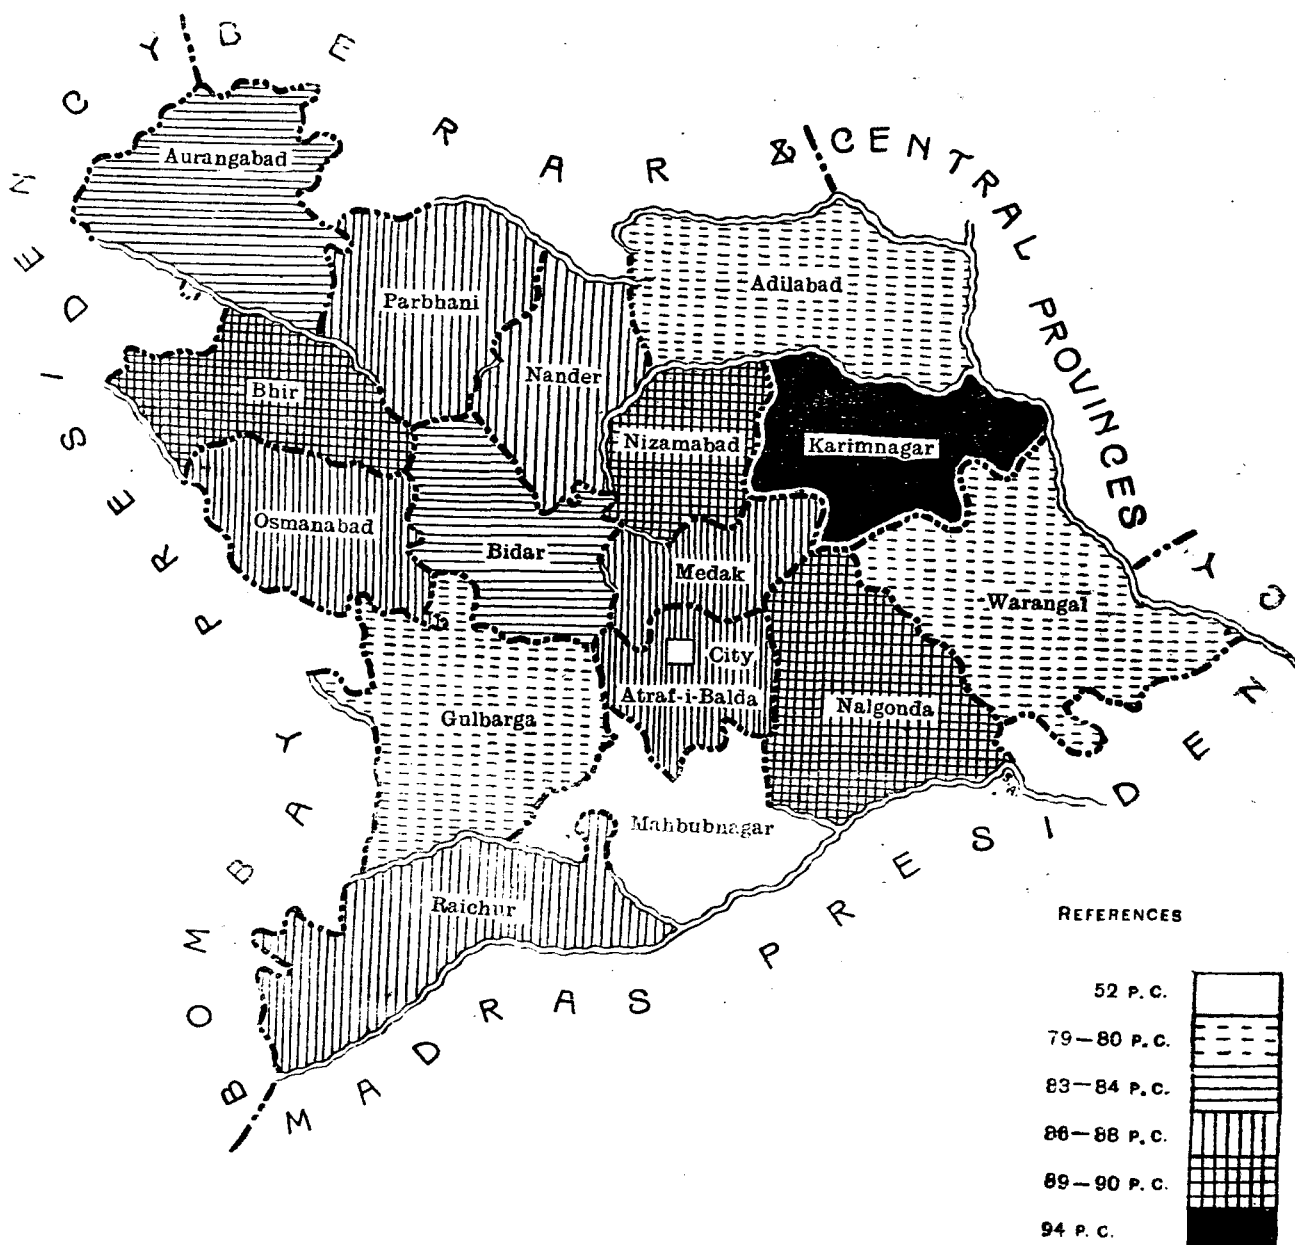 BOMBAY PRESIDENCY
BERAR & CENTRAL PROVINCES
MADRAS PRESIDENCY
Aurangabad
Parbhani
Adilabad
Nander
Bhir
Nizamabad
Karimnagar
Osmanabad
Bidar
Medak
Warangal
City
Atraf-i-Balda
Nalgonda
Gulbarga
Mahbubnagar
Raichur
REFERENCES
52 P. C.
79—80 P. C.
83—84 P. C.
86—88 P. C.
89—90 P. C.
94 P. C.